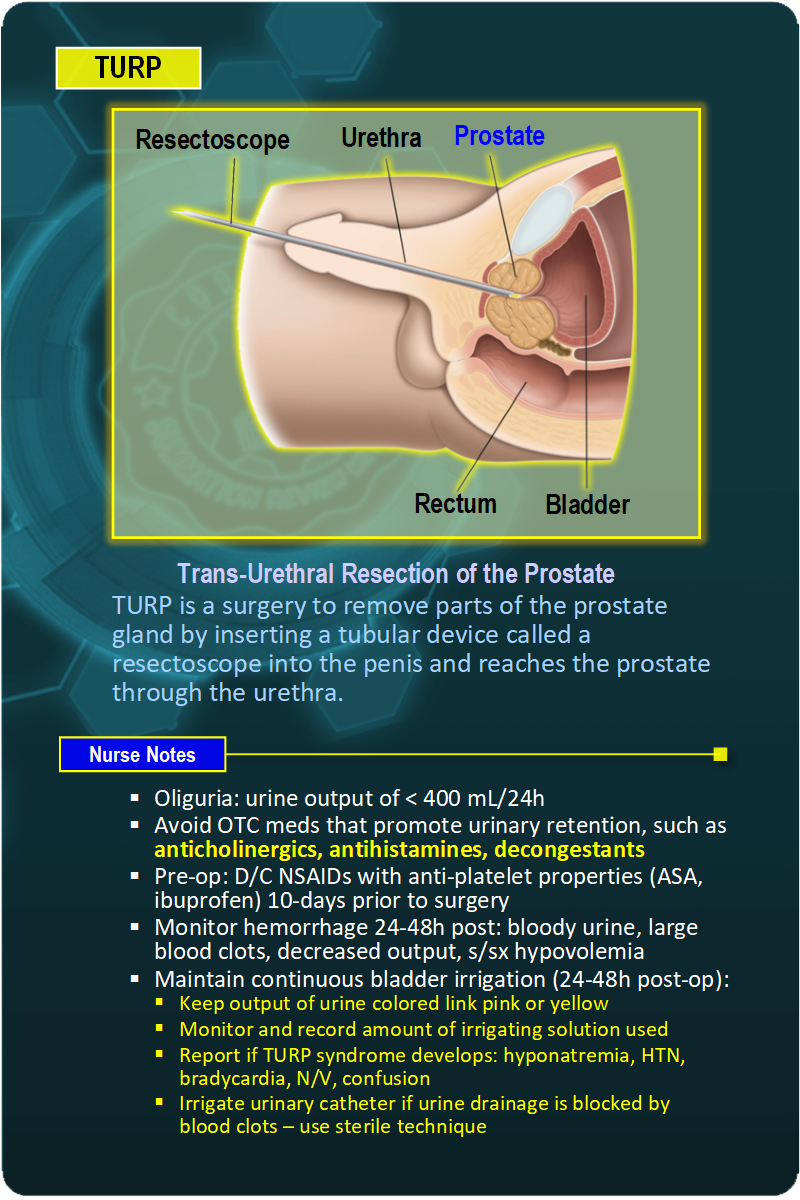 TURP
Resectoscope Urethra Prostate
Rectum Bladder
Trans-Urethral Resection of the Prostate
TURP is a surgery to remove parts of the prostate
gland by inserting a tubular device called a
resectoscope into the penis and reaches the prostate
through the urethra.
Nurse Notes
▪ Oliguria: urine output of < 400 mL/24h
▪ Avoid OTC meds that promote urinary retention, such as
anticholinergics, antihistamines, decongestants
▪ Pre-op: D/C NSAIDs with anti-platelet properties (ASA,
ibuprofen) 10-days prior to surgery
▪ Monitor hemorrhage 24-48h post: bloody urine, large
blood clots, decreased output, s/sx hypovolemia
▪ Maintain continuous bladder irrigation (24-48h post-op):
▪ Keep output of urine colored link pink or yellow
▪ Monitor and record amount of irrigating solution used
▪ Report if TURP syndrome develops: hyponatremia, HTN,
bradycardia, N/V, confusion
▪ Irrigate urinary catheter if urine drainage is blocked by
blood clots – use sterile technique